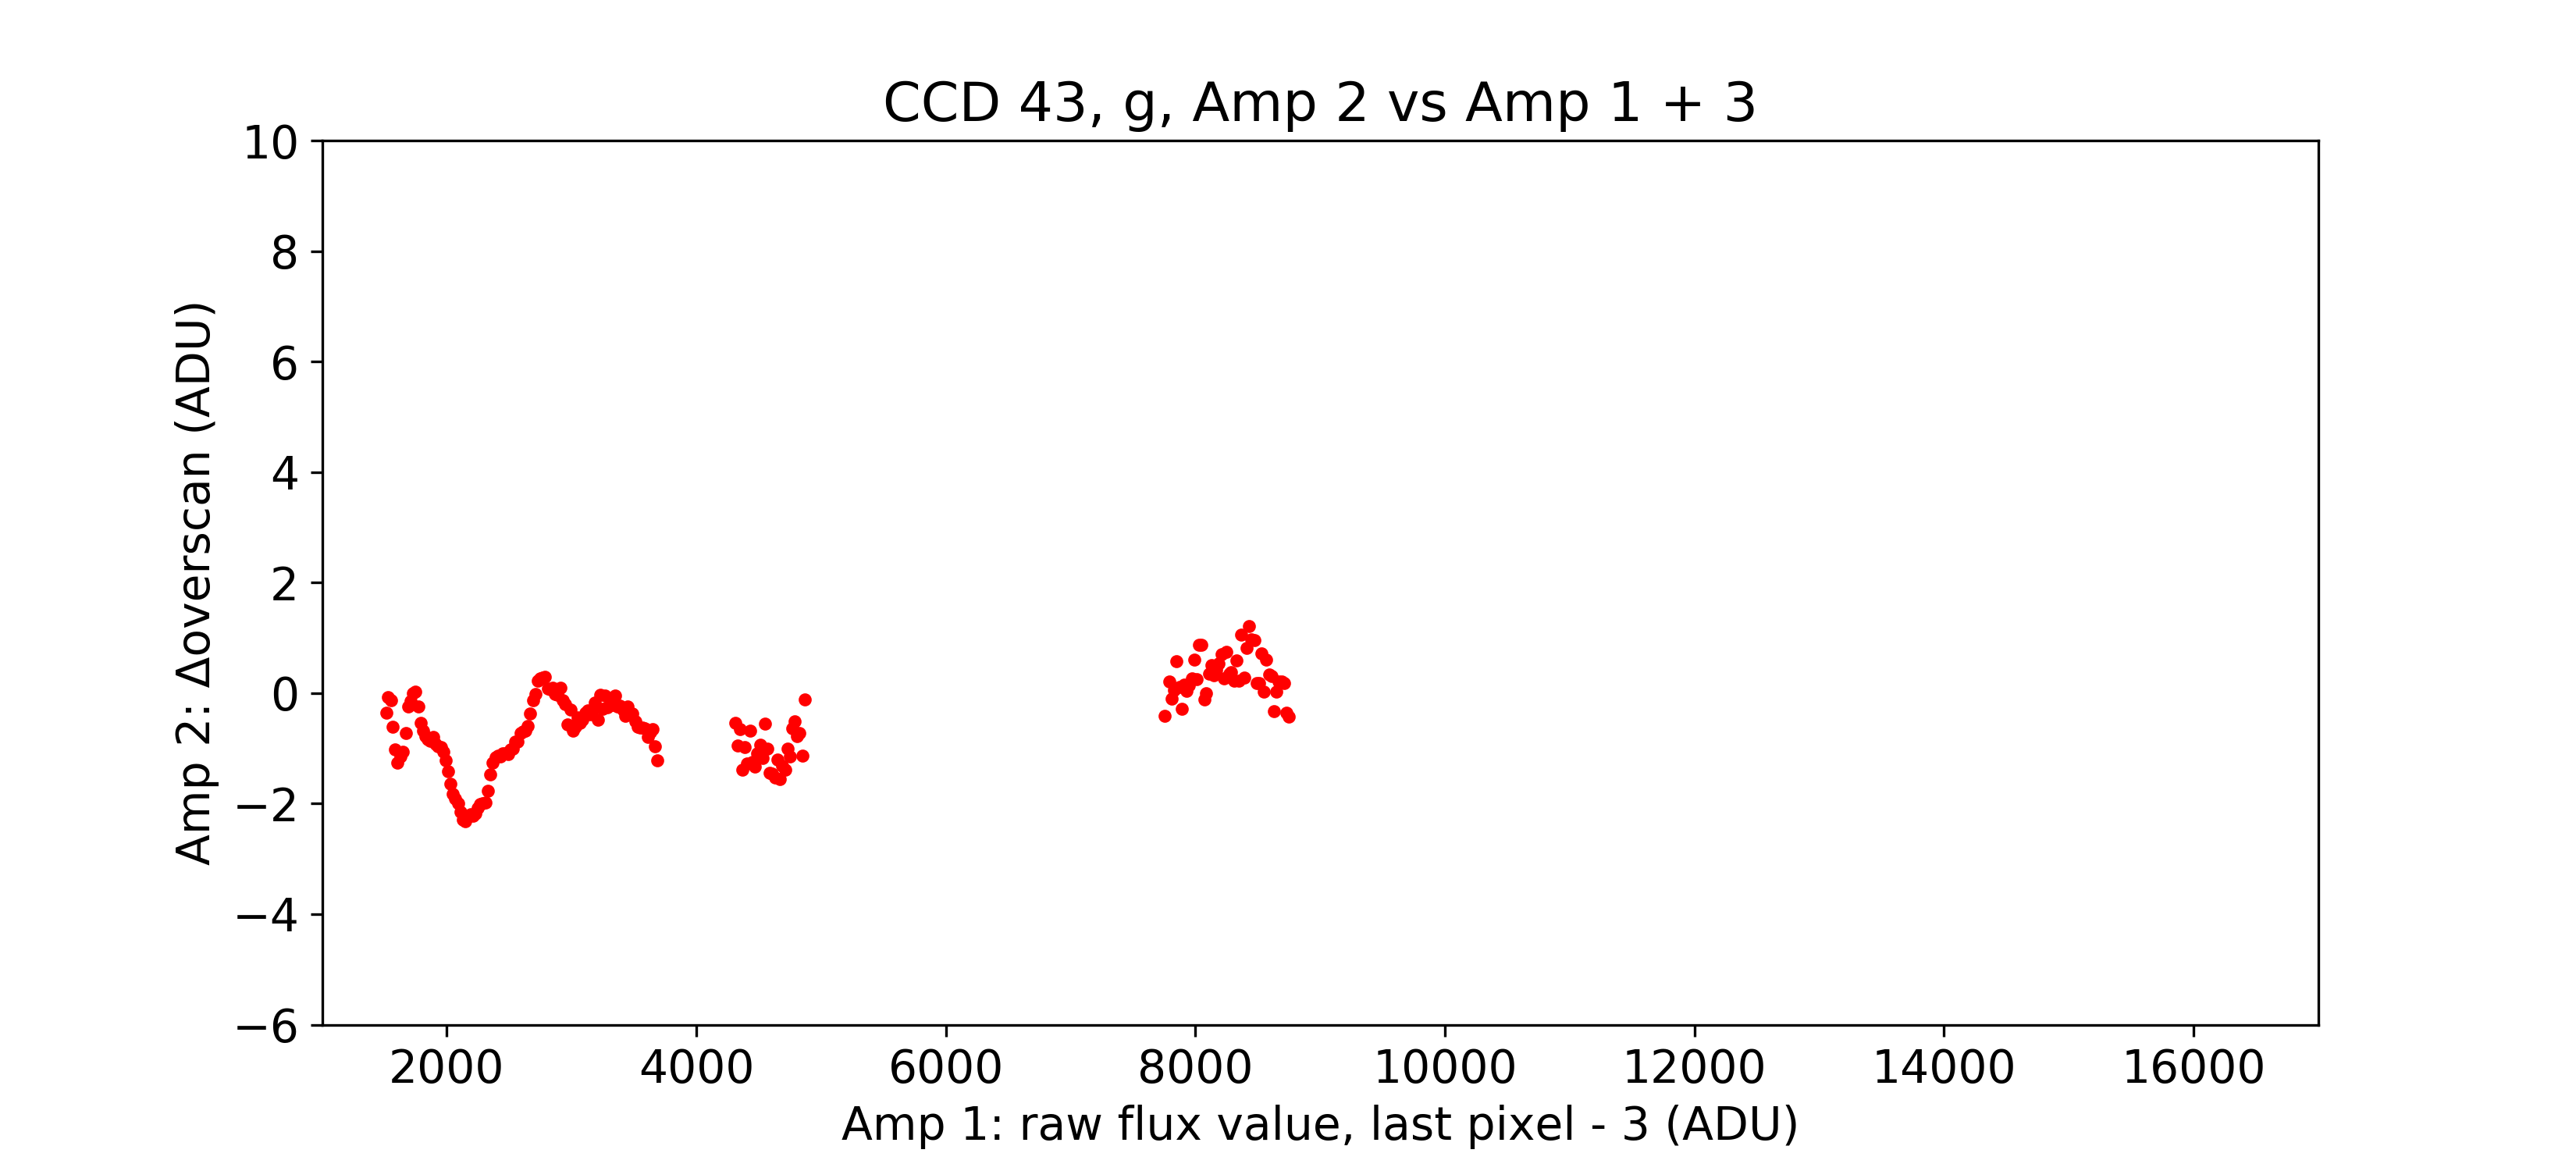 CCD 43, g, Amp 2 vs Amp 1 + 3
10
8
6
4
2
0
−2
−4
−6
Amp 2: Δoverscan (ADU)
2000 4000 6000 8000 10000 12000 14000 16000
Amp 1: raw flux value, last pixel - 3 (ADU)